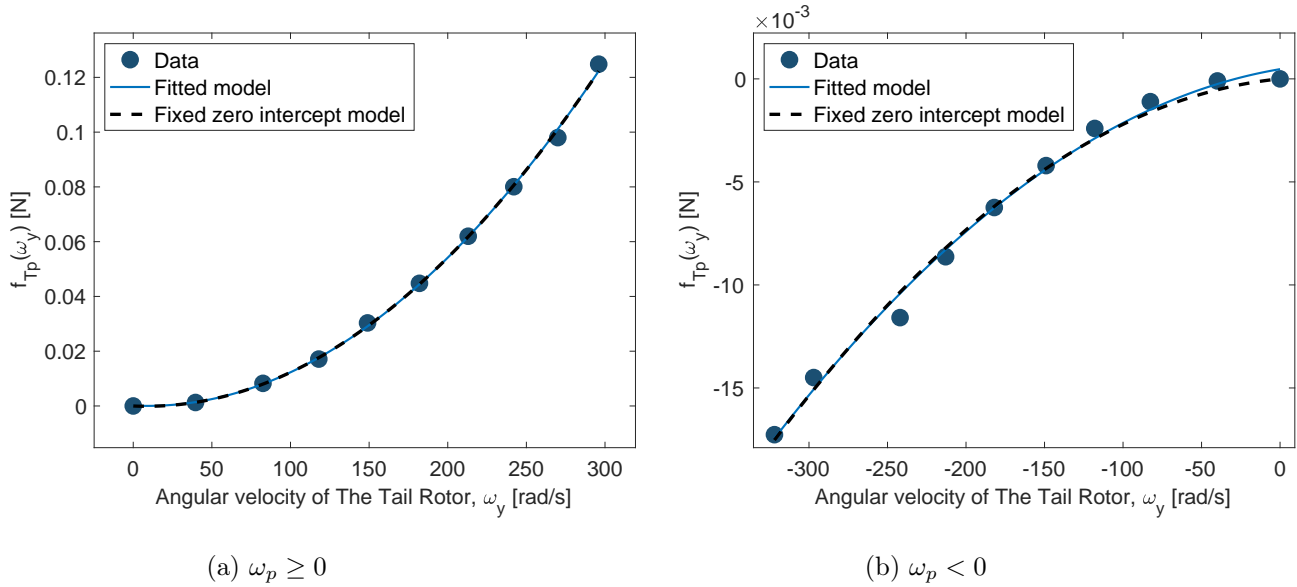 Data
Fitted model
Fixed zero intercept model
0.12
0.1
0.08
0.06
0.04
0.02
0
f_Tp(ω_y) [N]
0 50 100 150 200 250 300
Angular velocity of The Tail Rotor, ω_y [rad/s]
(a) ω_p ≥ 0
×10^-3
Data
Fitted model
Fixed zero intercept model
0
-5
-10
-15
f_Tp(ω_y) [N]
-300 -250 -200 -150 -100 -50 0
Angular velocity of The Tail Rotor, ω_y [rad/s]
(b) ω_p < 0